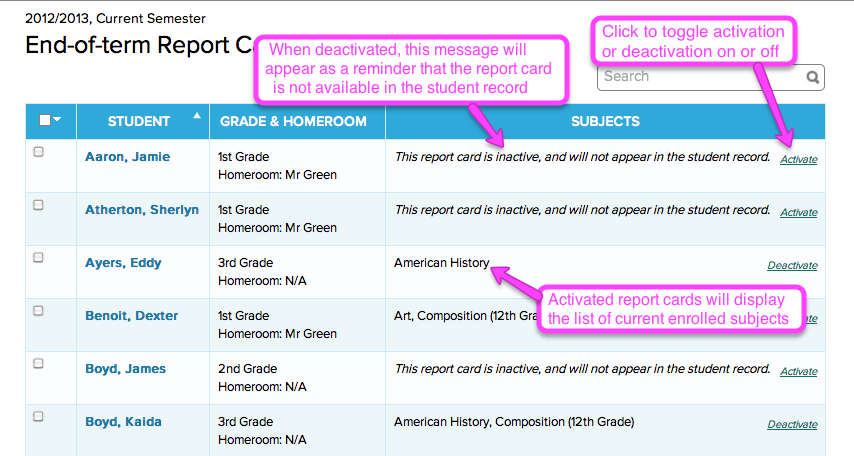 2012/2013, Current Semester
End-of-term Report
When deactivated, this message will
appear as a reminder that the report card
is not available in the student record
Click to toggle activation
or deactivation on or off
Search
STUDENT GRADE & HOMEROOM SUBJECTS
Aaron, Jamie 1st Grade This report card is inactive, and will not appear in the student record. Activate
Homeroom: Mr Green
Atherton, Sherlyn 1st Grade This report card is inactive, and will not appear in the student record. Activate
Homeroom: Mr Green
Ayers, Eddy 3rd Grade American History Deactivate
Homeroom: N/A
Activated report cards will display
the list of current enrolled subjects
Benoit, Dexter 1st Grade Art, Composition (12th
Homeroom: Mr Green
Boyd, James 2nd Grade This report card is inactive, and will not appear in the student record. Activate
Homeroom: N/A
Boyd, Kaida 3rd Grade American History, Composition (12th Grade) Deactivate
Homeroom: N/A